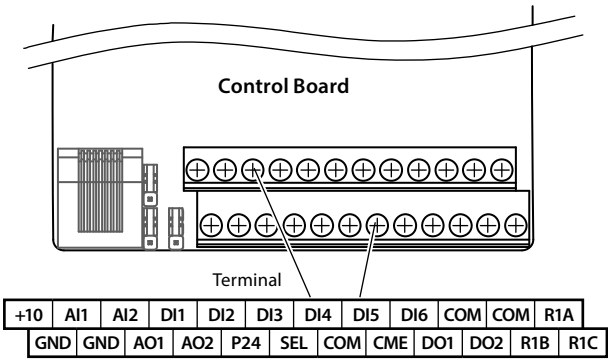 Control Board
Terminal
+10 AI1 AI2 DI1 DI2 DI3 DI4 DI5 DI6 COM COM R1A
GND GND AO1 AO2 P24 SEL COM CME DO1 DO2 R1B R1C